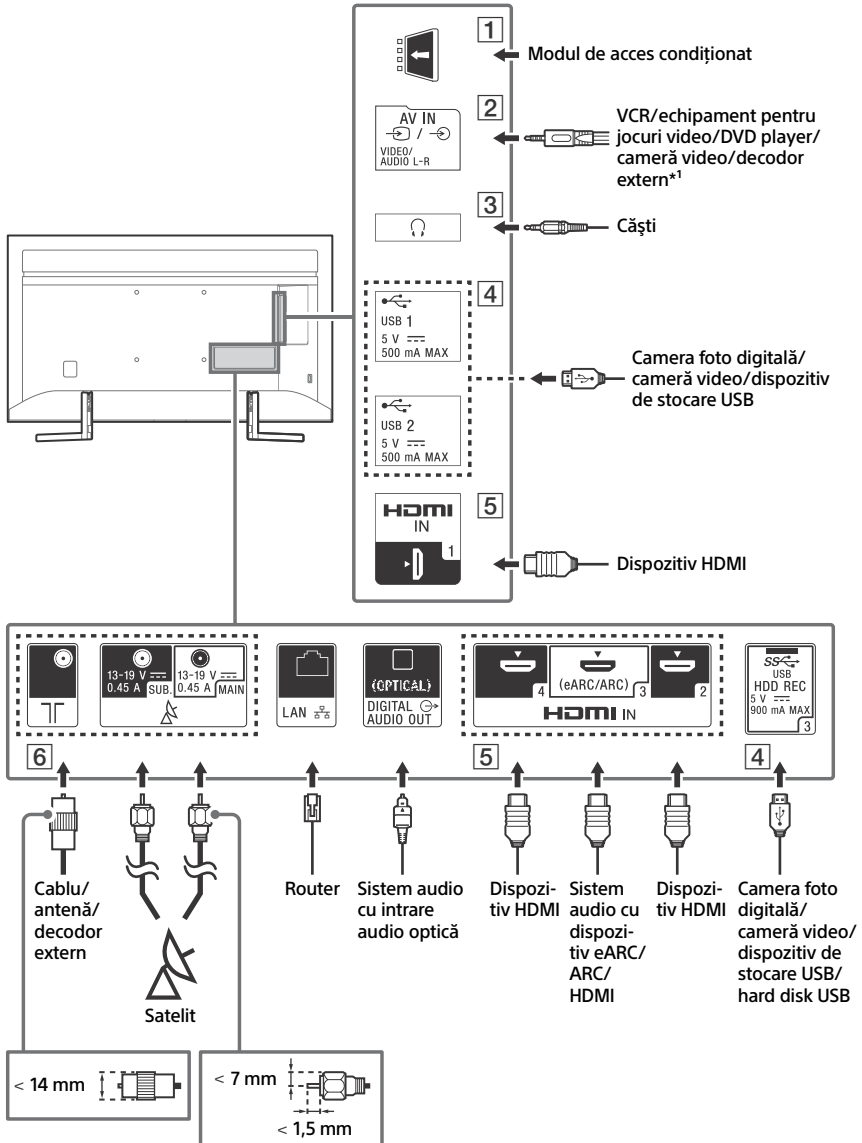 1
Modul de acces condiționat
2
AV IN
/
VIDEO/
AUDIO L-R
VCR/echipament pentru
jocuri video/DVD player/
cameră video/decodor
extern*1
3
Căşti
4
USB 1
5 V
500 mA MAX
USB 2
5 V
500 mA MAX
Camera foto digitală/
cameră video/dispozitiv
de stocare USB
5
HDMI
IN
1
Dispozitiv HDMI
13-19 V
0.45 A
SUB.
13-19 V
0.45 A
MAIN
LAN
(OPTICAL)
DIGITAL
AUDIO OUT
4
(eARC/ARC)
3
2
HDMI IN
SS
USB
HDD REC
5 V
900 mA MAX
3
6
5
4
Cablu/
antenă/
decodor
extern
Satelit
Router
Sistem audio
cu intrare
audio optică
Dispozi-
tiv HDMI
Sistem
audio cu
dispozi-
tiv eARC/
ARC/
HDMI
Dispozi-
tiv HDMI
Camera foto
digitală/
cameră video/
dispozitiv de
stocare USB/
hard disk USB
< 14 mm
< 7 mm
< 1,5 mm